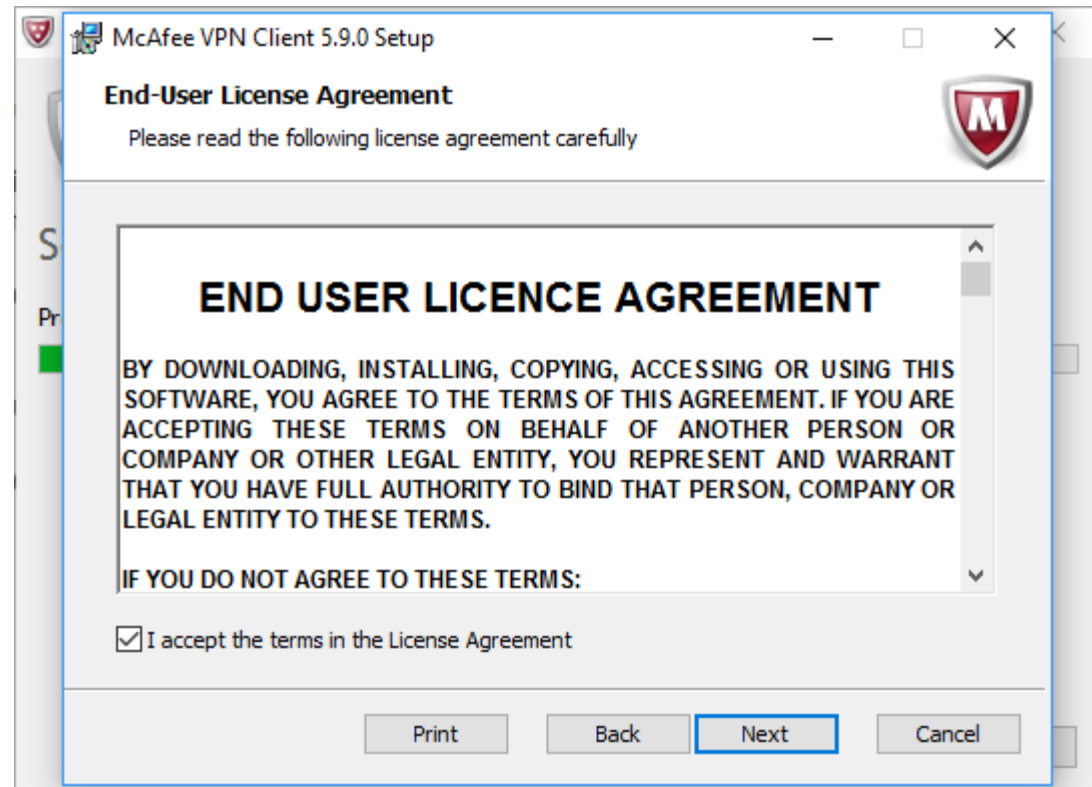 McAfee VPN Client 5.9.0 Setup
End-User License Agreement
Please read the following license agreement carefully
M
S
Pr
END USER LICENCE AGREEMENT
BY DOWNLOADING, INSTALLING, COPYING, ACCESSING OR USING THIS
SOFTWARE, YOU AGREE TO THE TERMS OF THIS AGREEMENT. IF YOU ARE
ACCEPTING THESE TERMS ON BEHALF OF ANOTHER PERSON OR
COMPANY OR OTHER LEGAL ENTITY, YOU REPRESENT AND WARRANT
THAT YOU HAVE FULL AUTHORITY TO BIND THAT PERSON, COMPANY OR
LEGAL ENTITY TO THESE TERMS.
IF YOU DO NOT AGREE TO THESE TERMS:
I accept the terms in the License Agreement
Print Back Next Cancel